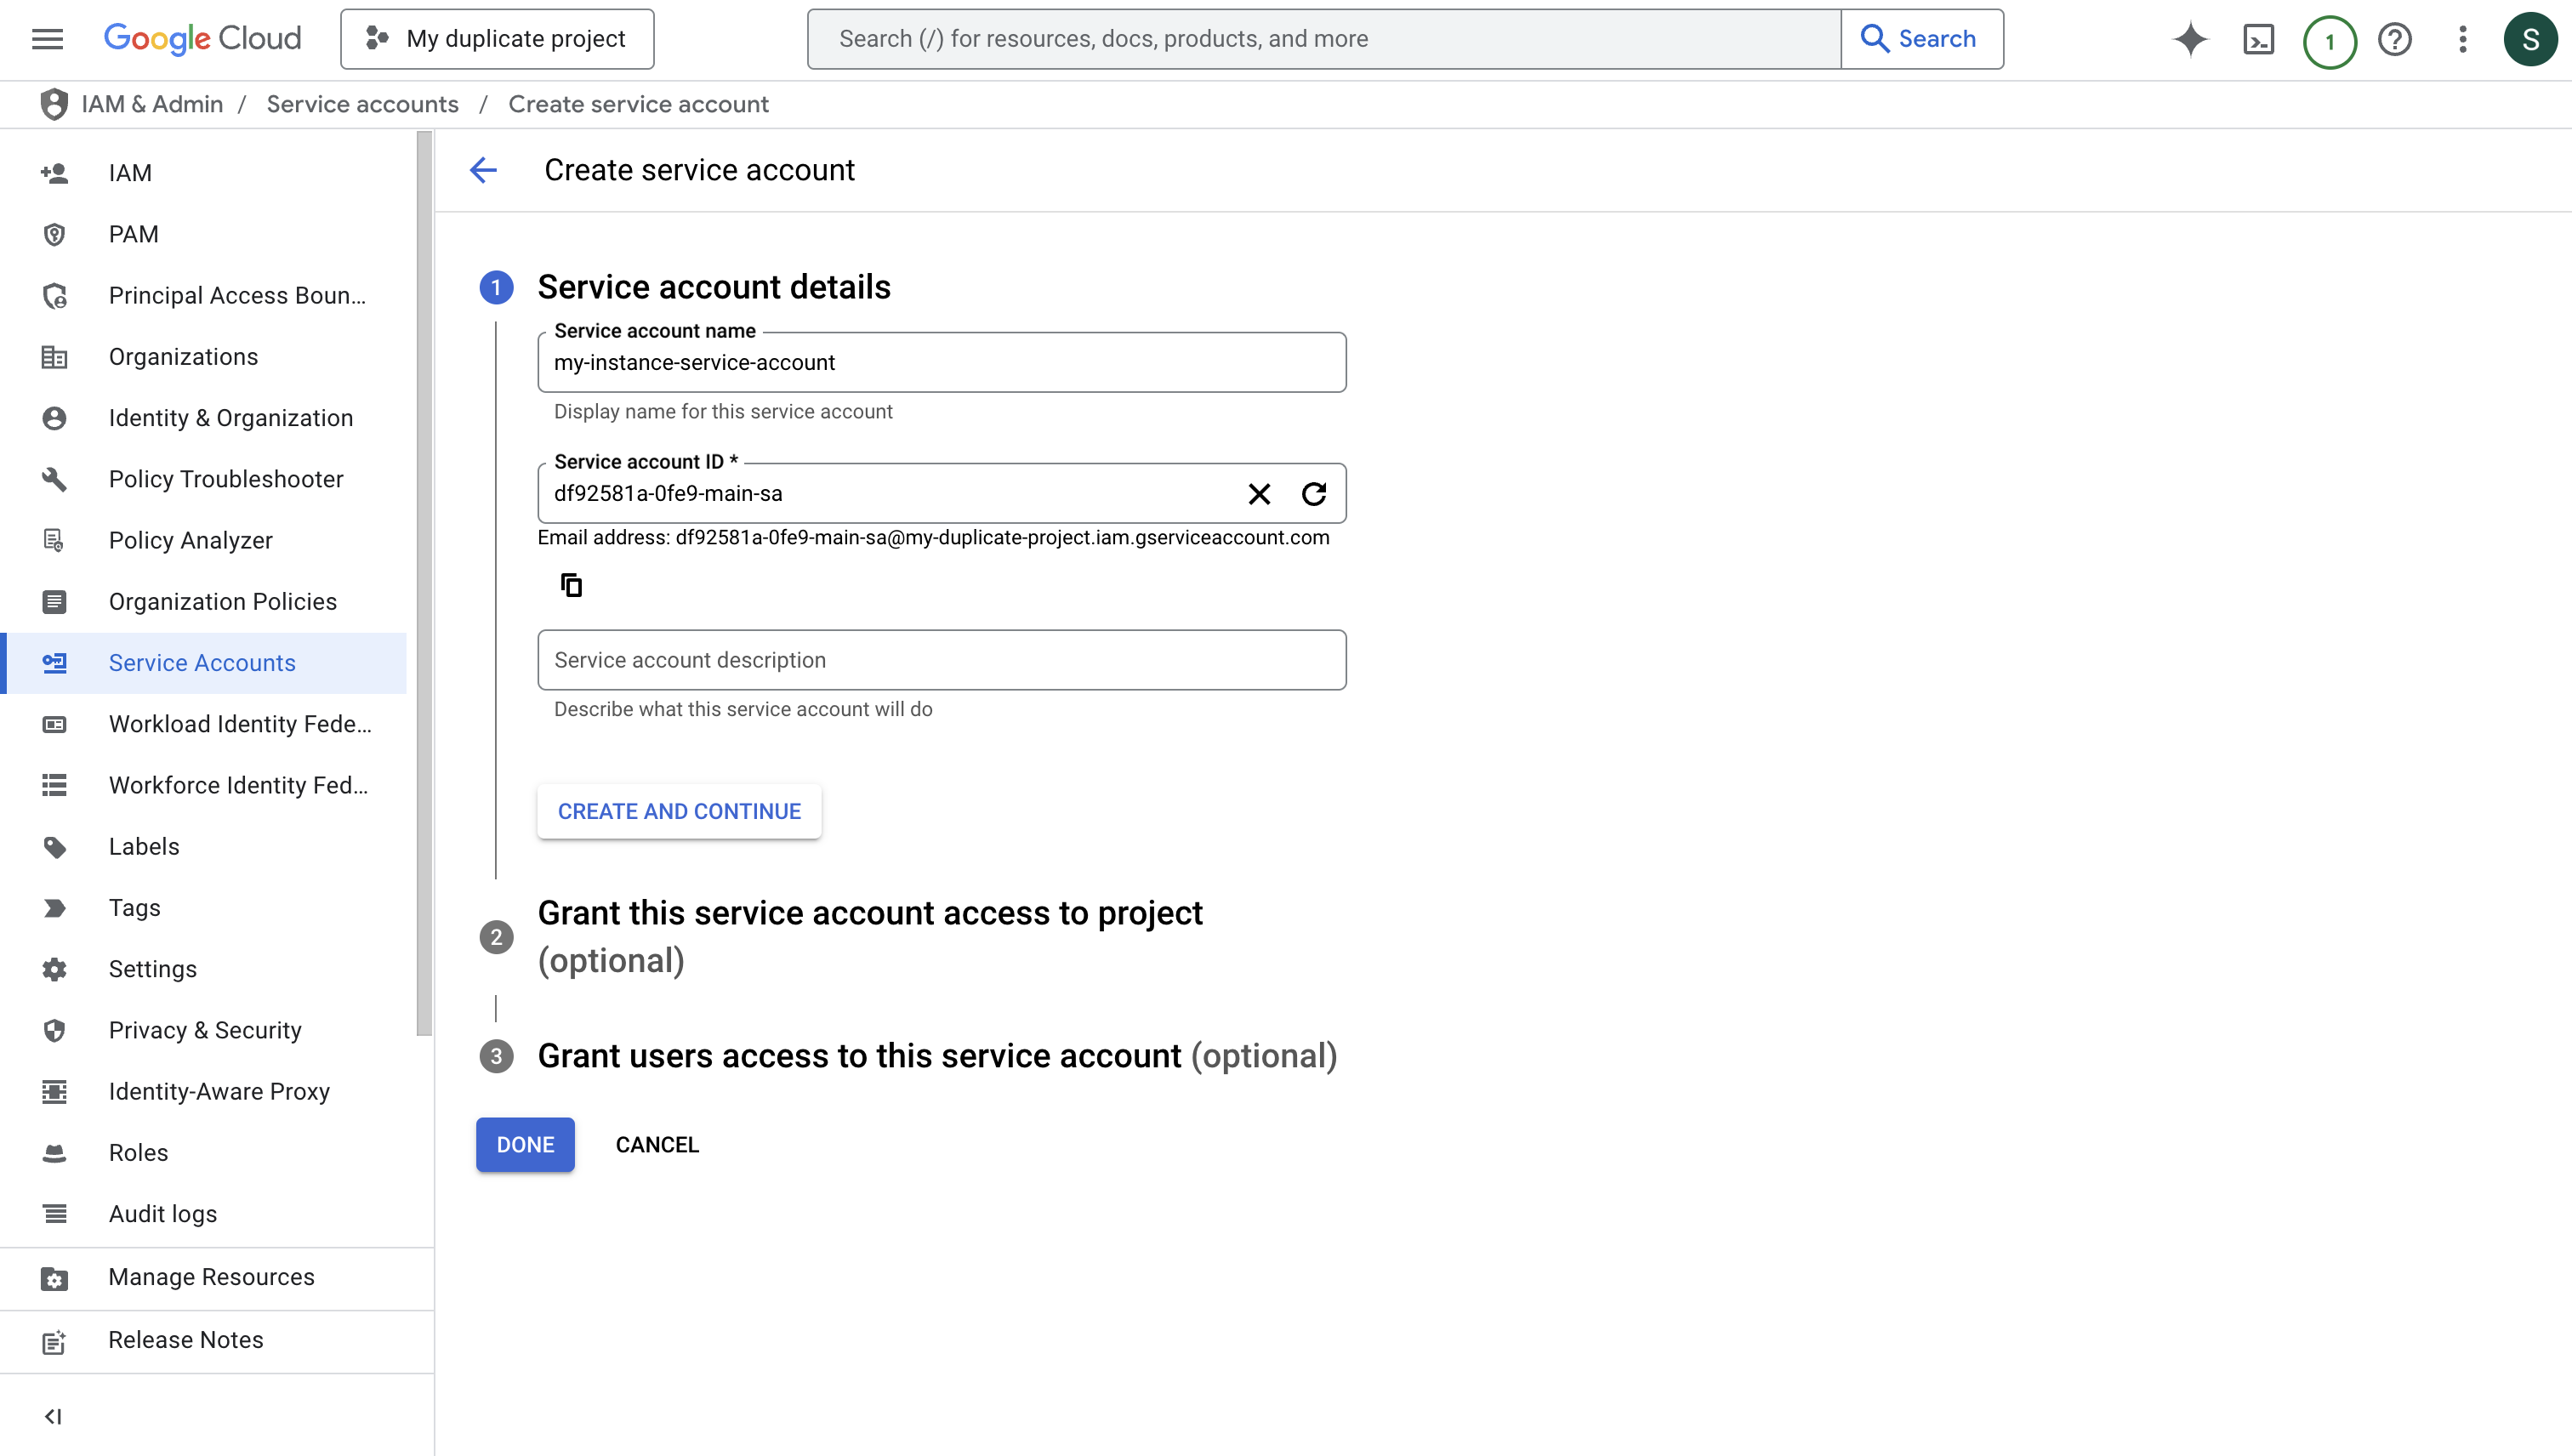 Google Cloud
My duplicate project
Search (/) for resources, docs, products, and more
Search
1
S
IAM & Admin / Service accounts / Create service account
IAM
PAM
Principal Access Boun...
Organizations
Identity & Organization
Policy Troubleshooter
Policy Analyzer
Organization Policies
Service Accounts
Workload Identity Fede...
Workforce Identity Fed...
Labels
Tags
Settings
Privacy & Security
Identity-Aware Proxy
Roles
Audit logs
Manage Resources
Release Notes
Create service account
1 Service account details
Service account name
my-instance-service-account
Display name for this service account
Service account ID *
df92581a-0fe9-main-sa
Email address: df92581a-0fe9-main-sa@my-duplicate-project.iam.gserviceaccount.com
Service account description
Describe what this service account will do
CREATE AND CONTINUE
2 Grant this service account access to project
(optional)
3 Grant users access to this service account (optional)
DONE CANCEL